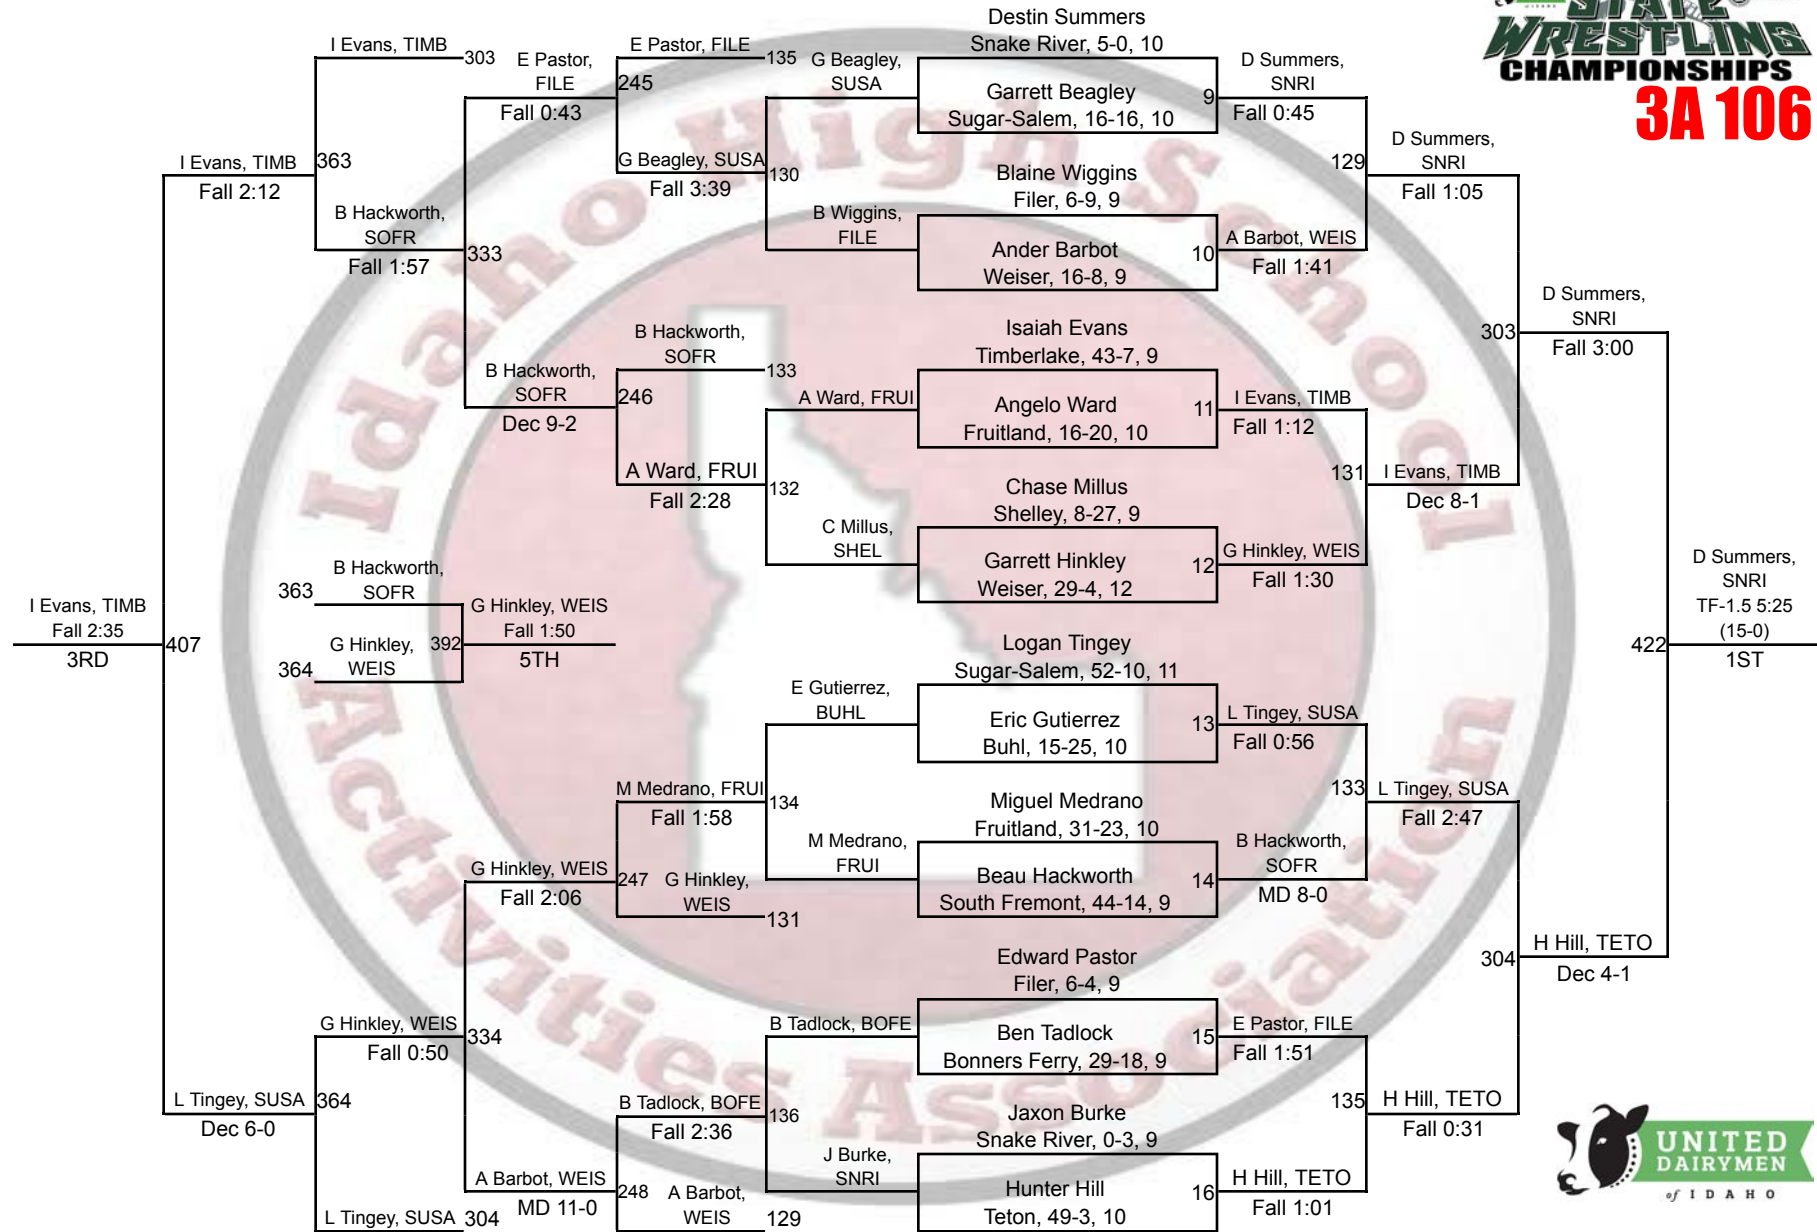 STATE
WRESTLING
CHAMPIONSHIPS
3A 106
Idaho High School
Activities Association
I Evans, TIMB
303
B Hackworth,
SOFR
Fall 1:57
363
I Evans, TIMB
Fall 2:12
E Pastor,
FILE
Fall 0:43
333
B Hackworth,
SOFR
Dec 9-2
E Pastor, FILE
135
245
G Beagley, SUSA
Fall 3:39
130
G Beagley,
SUSA
B Wiggins,
FILE
B Hackworth,
SOFR
133
246
A Ward, FRUI
Fall 2:28
132
A Ward, FRUI
C Millus,
SHEL
363
B Hackworth,
SOFR
364
G Hinkley,
WEIS
392
G Hinkley, WEIS
Fall 1:50
5TH
I Evans, TIMB
Fall 2:35
3RD
407
E Gutierrez,
BUHL
M Medrano,
FRUI
134
M Medrano, FRUI
Fall 1:58
247
G Hinkley,
WEIS
131
G Hinkley, WEIS
Fall 2:06
334
G Hinkley, WEIS
Fall 0:50
364
L Tingey, SUSA
Dec 6-0
L Tingey, SUSA
304
A Barbot, WEIS
MD 11-0
248
B Tadlock, BOFE
Fall 2:36
136
A Barbot,
WEIS
129
B Tadlock, BOFE
J Burke,
SNRI
Destin Summers
Snake River, 5-0, 10
Garrett Beagley
Sugar-Salem, 16-16, 10
9
Blaine Wiggins
Filer, 6-9, 9
Ander Barbot
Weiser, 16-8, 9
10
Isaiah Evans
Timberlake, 43-7, 9
Angelo Ward
Fruitland, 16-20, 10
11
Chase Millus
Shelley, 8-27, 9
Garrett Hinkley
Weiser, 29-4, 12
12
Logan Tingey
Sugar-Salem, 52-10, 11
Eric Gutierrez
Buhl, 15-25, 10
13
Miguel Medrano
Fruitland, 31-23, 10
Beau Hackworth
South Fremont, 44-14, 9
14
Edward Pastor
Filer, 6-4, 9
Ben Tadlock
Bonners Ferry, 29-18, 9
15
Jaxon Burke
Snake River, 0-3, 9
Hunter Hill
Teton, 49-3, 10
16
D Summers,
SNRI
Fall 0:45
129
A Barbot, WEIS
Fall 1:41
I Evans, TIMB
Fall 1:12
131
G Hinkley, WEIS
Fall 1:30
L Tingey, SUSA
Fall 0:56
133
B Hackworth,
SOFR
MD 8-0
E Pastor, FILE
Fall 1:51
135
H Hill, TETO
Fall 1:01
D Summers,
SNRI
Fall 1:05
303
I Evans, TIMB
Dec 8-1
L Tingey, SUSA
Fall 2:47
304
H Hill, TETO
Fall 0:31
D Summers,
SNRI
Fall 3:00
422
H Hill, TETO
Dec 4-1
D Summers,
SNRI
TF-1.5 5:25
(15-0)
1ST
UNITED
DAIRYMEN
of IDAHO